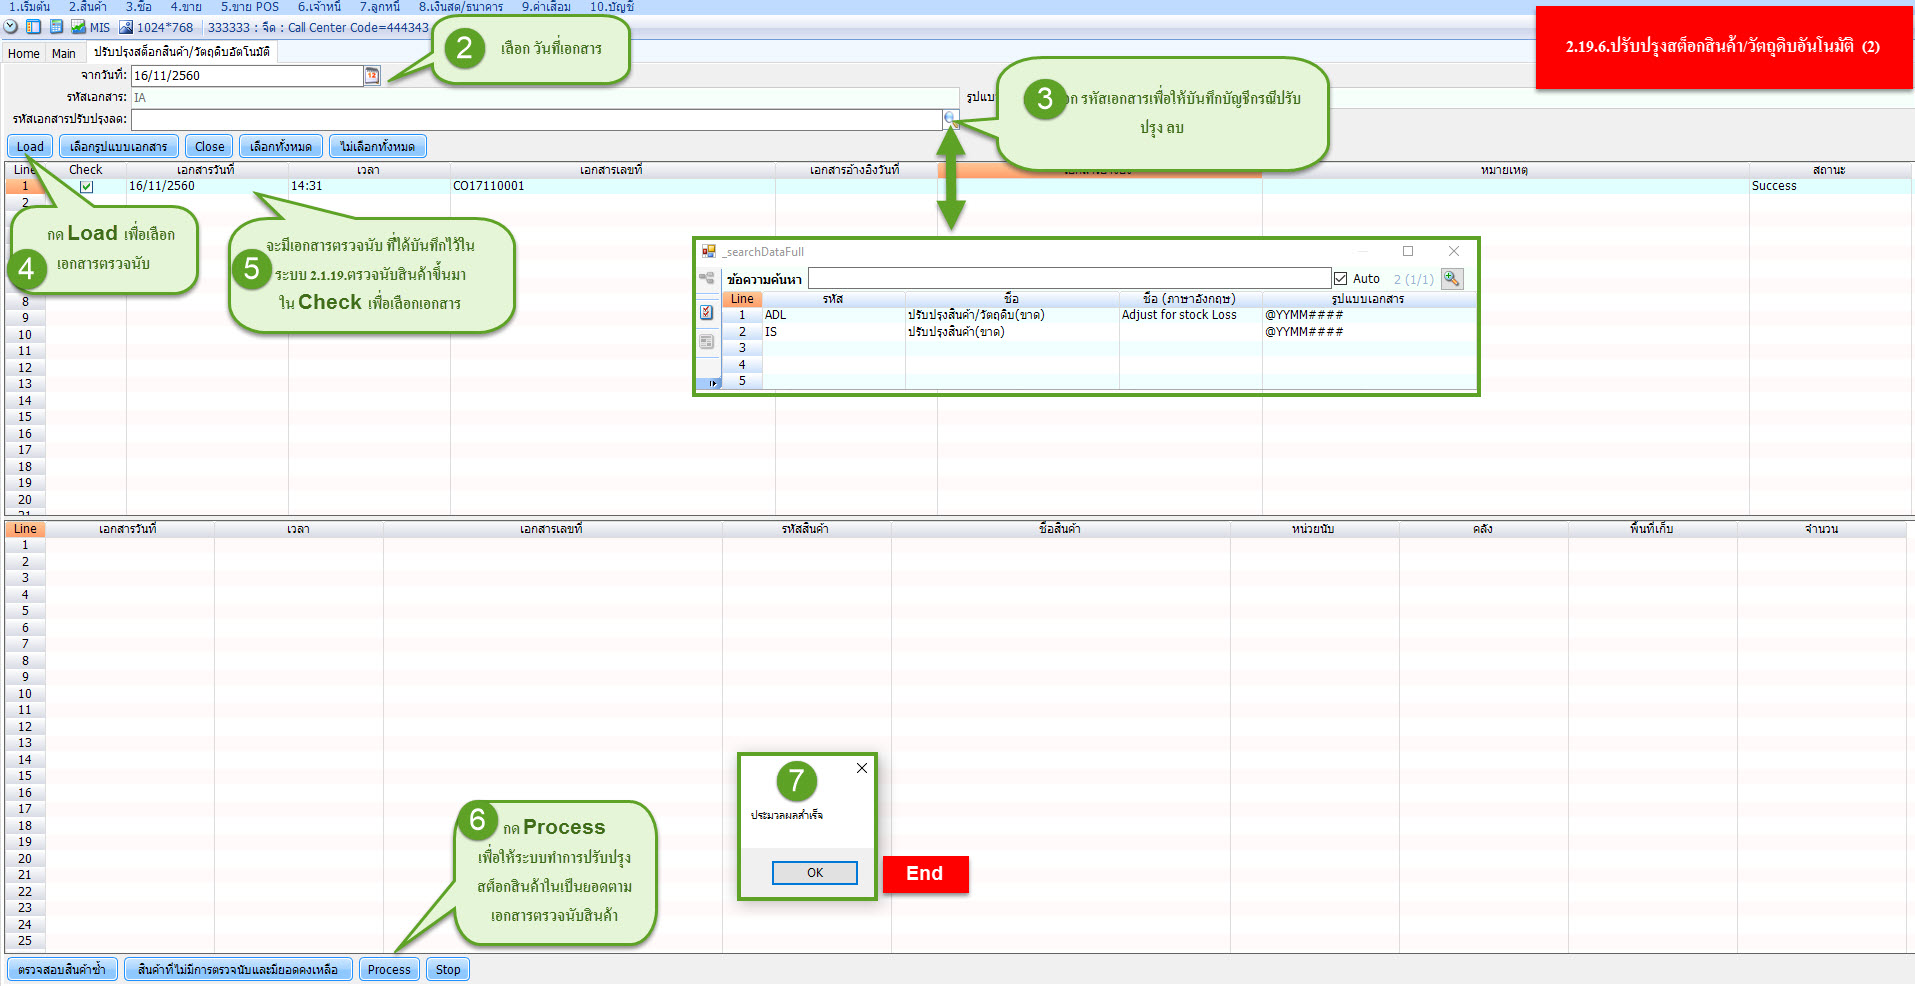 1.เริ่มต้น 2.สินค้า 3.ซื้อ 4.ขาย 5.ขาย POS 6.เจ้าหนี้ 7.ลูกหนี้ 8.เงินสด/ธนาคาร 9.ค่าเสื่อม 10.บัญชี
MIS 1024*768 333333 : จืด : Call Center Code=444343
2.19.6.ปรับปรุงสต็อกสินค้า/วัตถุดิบอันโนมัติ (2)
Home Main ปรับปรุงสต็อกสินค้า/วัตถุดิบอัตโนมัติ
2 เลือก วันที่เอกสาร
จากวันที่: 16/11/2560
รหัสเอกสาร: IA
รหัสเอกสารปรับปรุงลด:
3 รหัสเอกสารเพื่อให้บันทึกบัญชีกรณีปรับ
ปรุง ลบ
Load เลือกรูปแบบเอกสาร Close เลือกทั้งหมด ไม่เลือกทั้งหมด
Line Check เอกสารวันที่ เวลา เอกสารเลขที่ เอกสารอ้างอิงวันที่ หมายเหตุ สถานะ
1 16/11/2560 14:31 CO17110001 Success
2
กด Load เพื่อเลือก
4 เอกสารตรวจนับ
จะมีเอกสารตรวจนับ ที่ได้บันทึกไว้ใน
5 ระบบ 2.1.19.ตรวจนับสินค้าขึ้นมา
ใน Check เพื่อเลือกเอกสาร
8
9
10
11
12
13
14
15
16
17
18
19
20
21
_searchDataFull
ข้อความค้นหา Auto 2 (1/1)
Line รหัส ชื่อ ชื่อ (ภาษาอังกฤษ) รูปแบบเอกสาร
1 ADL ปรับปรุงสินค้า/วัตถุดิบ(ขาด) Adjust for stock Loss @YYMM####
2 IS ปรับปรุงสินค้า(ขาด) @YYMM####
3
4
5
Line เอกสารวันที่ เวลา เอกสารเลขที่ รหัสสินค้า ชื่อสินค้า หน่วยนับ คลัง พื้นที่เก็บ จำนวน
1
2
3
4
5
6
7
8
9
10
11
12
13
14
15
16
17
18
19
20
21
22
23
24
25
6 กด Process
เพื่อให้ระบบทำการปรับปรุง
สต็อกสินค้าในเป็นยอดตาม
เอกสารตรวจนับสินค้า
7
ประมวลผลสำเร็จ
OK
End
ตรวจสอบสินค้าซ้ำ สินค้าที่ไม่มีการตรวจนับและมียอดคงเหลือ Process Stop